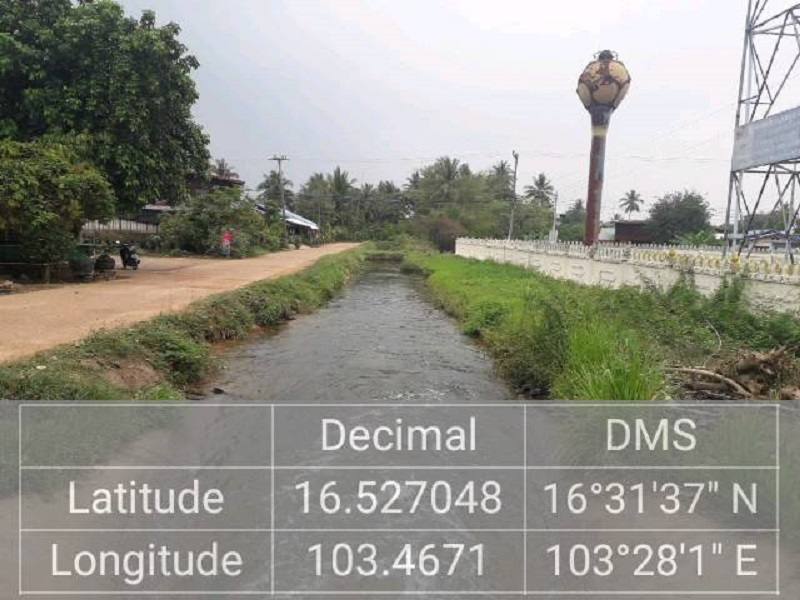 Decimal DMS
Latitude 16.527048 16°31'37" N
Longitude 103.4671 103°28'1" E